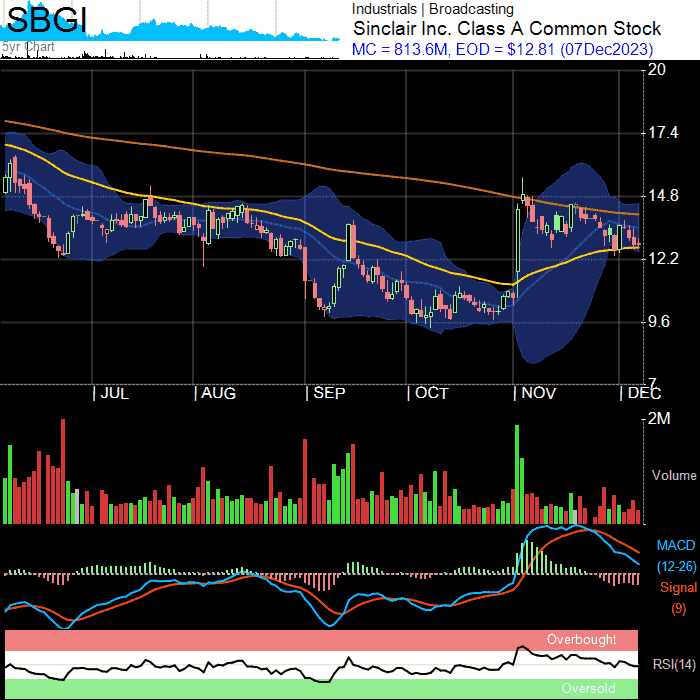 SBGI
5yr Chart
Industrials | Broadcasting
Sinclair Inc. Class A Common Stock
MC = 813.6M, EOD = $12.81 (07Dec2023)
20
17.4
14.8
12.2
9.6
7
| JUL | AUG | SEP | OCT | NOV | DEC
2M
Volume
MACD
(12-26)
Signal
(9)
Overbought
RSI(14)
Oversold